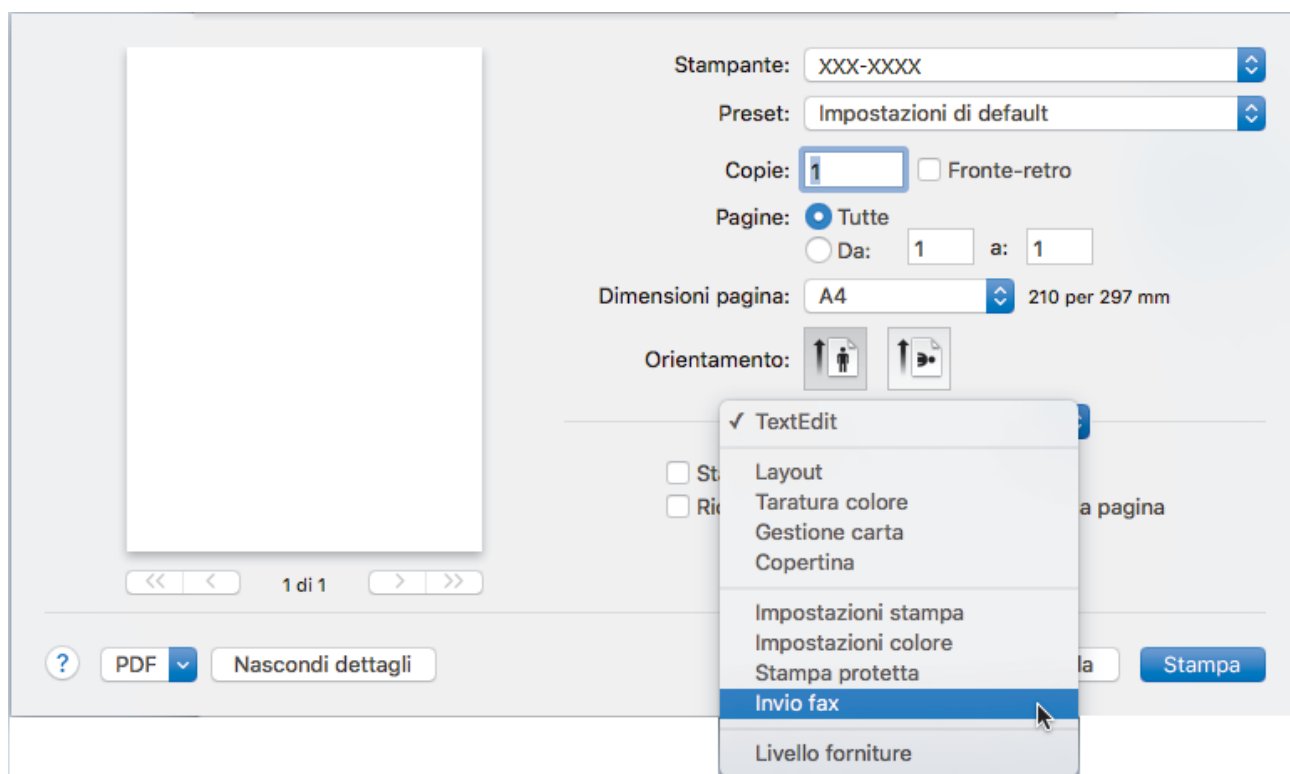 Stampante: XXX-XXXX
Preset: Impostazioni di default
Copie: 1 Fronte-retro
Pagine: Tutte
Da: 1 a: 1
Dimensioni pagina: A4 210 per 297 mm
Orientamento:
✓ TextEdit
Layout
Taratura colore
Gestione carta
Copertina
a pagina
1 di 1
Impostazioni stampa
Impostazioni colore
Stampa protetta
Invio fax
Livello forniture
? PDF Nascondi dettagli
Stampa